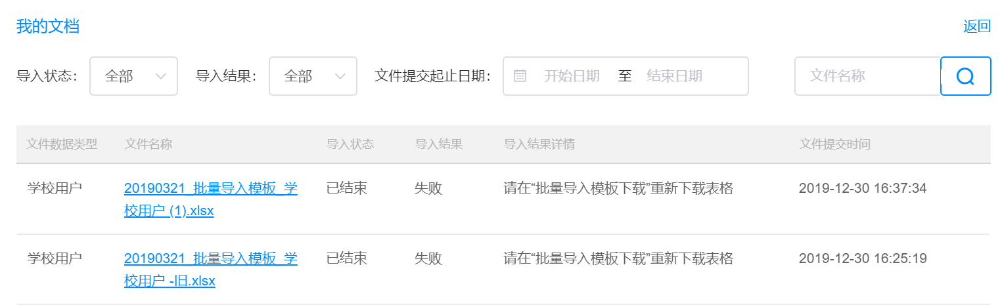 我的文档 返回
导入状态： 全部 导入结果： 全部 文件提交起止日期： 开始日期 至 结束日期 文件名称
文件数据类型 文件名称 导入状态 导入结果 导入结果详情 文件提交时间
学校用户 20190321_批量导入模板_学 已结束 失败 请在“批量导入模板下载”重新下载表格 2019-12-30 16:37:34
校用户 (1).xlsx
学校用户 20190321_批量导入模板_学 已结束 失败 请在“批量导入模板下载”重新下载表格 2019-12-30 16:25:19
校用户 -旧.xlsx